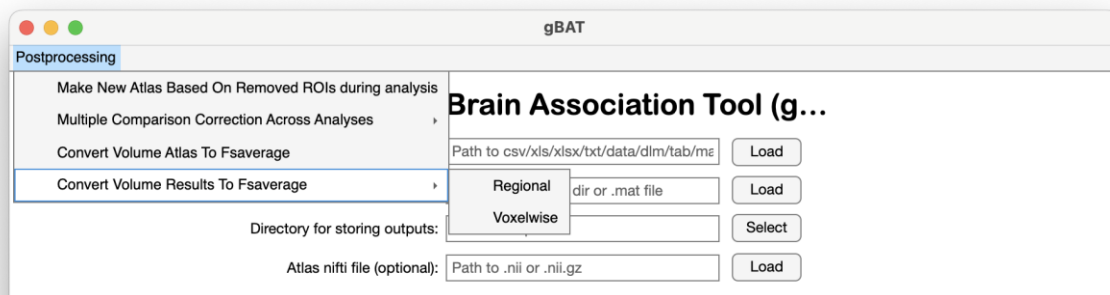 gBAT
Postprocessing
Make New Atlas Based On Removed ROIs during analysis
Brain Association Tool (g...
Multiple Comparison Correction Across Analyses
Convert Volume Atlas To Fsaverage
Path to csv/xls/xlsx/txt/data/dlm/tab/ma
Load
Convert Volume Results To Fsaverage
Regional
dir or .mat file
Load
Voxelwise
Directory for storing outputs:
Select
Atlas nifti file (optional):
Path to .nii or .nii.gz
Load